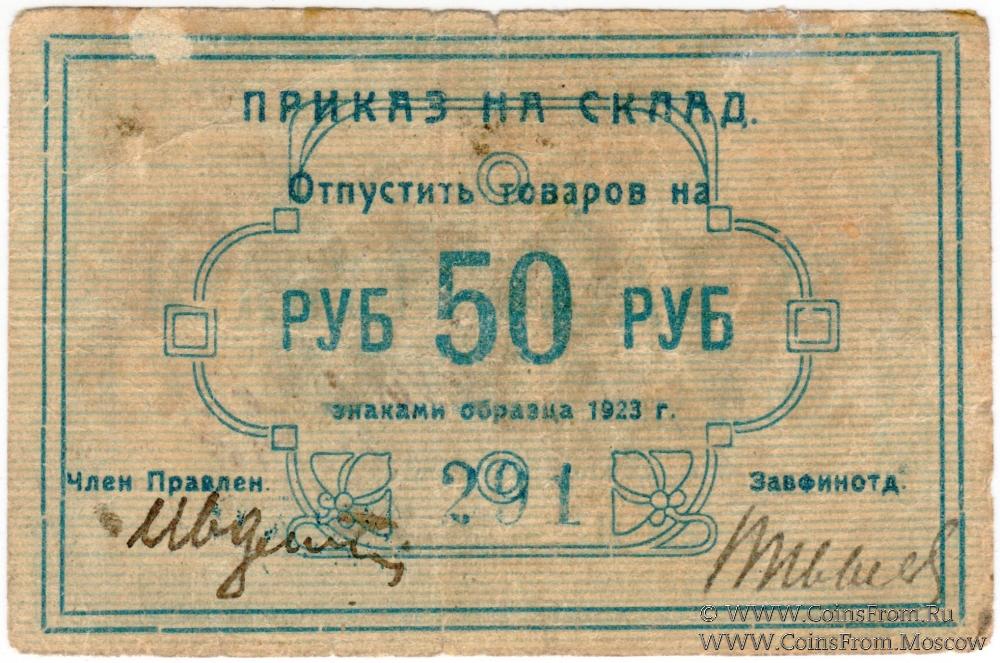 ПРИКАЗ НА СКЛАД.
Отпустить товаров на
РУБ 50 РУБ
знаками образца 1923 г.
291
Член Правлен. Завфинотд.
© WWW.CoinsFrom.Ru
WWW.CoinsFrom.Moscow